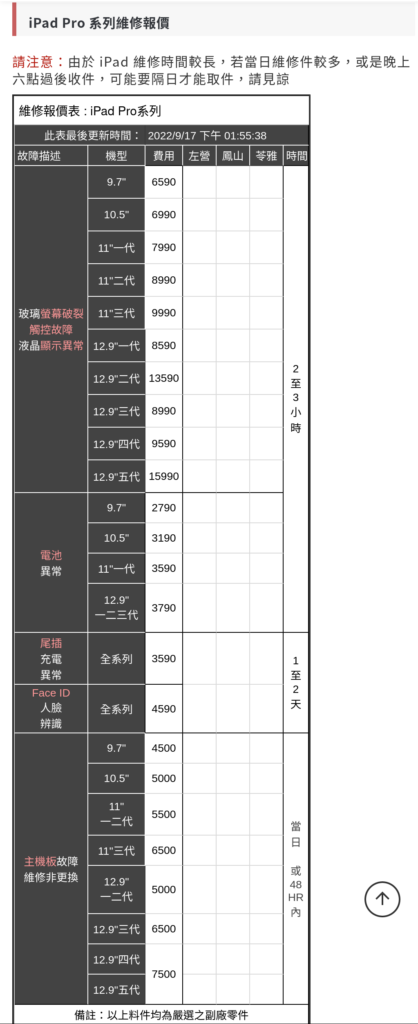 iPad Pro 系列維修報價
請注意：由於 iPad 維修時間較長，若當日維修件較多，或是晚上
六點過後收件，可能要隔日才能取件，請見諒
維修報價表 : iPad Pro系列
此表最後更新時間： 2022/9/17 下午 01:55:38
故障描述 機型 費用 左營 鳳山 苓雅 時間
玻璃螢幕破裂
觸控故障
液晶顯示異常
9.7" 6590
10.5" 6990
11"一代 7990
11"二代 8990
11"三代 9990
12.9"一代 8590
12.9"二代 13590
12.9"三代 8990
12.9"四代 9590
12.9"五代 15990
電池
異常
9.7" 2790
10.5" 3190
11"一代 3590
12.9"
一二三代 3790
2
至
3
小
時
尾插
充電
異常
全系列 3590
Face ID
人臉
辨識
全系列 4590
1
至
2
天
主機板故障
維修非更換
9.7" 4500
10.5" 5000
11"
一二代 5500
11"三代 6500
12.9"
一二代 5000
12.9"三代 6500
12.9"四代
12.9"五代 7500
當
日
或
48
HR
內
備註：以上料件均為嚴選之副廠零件